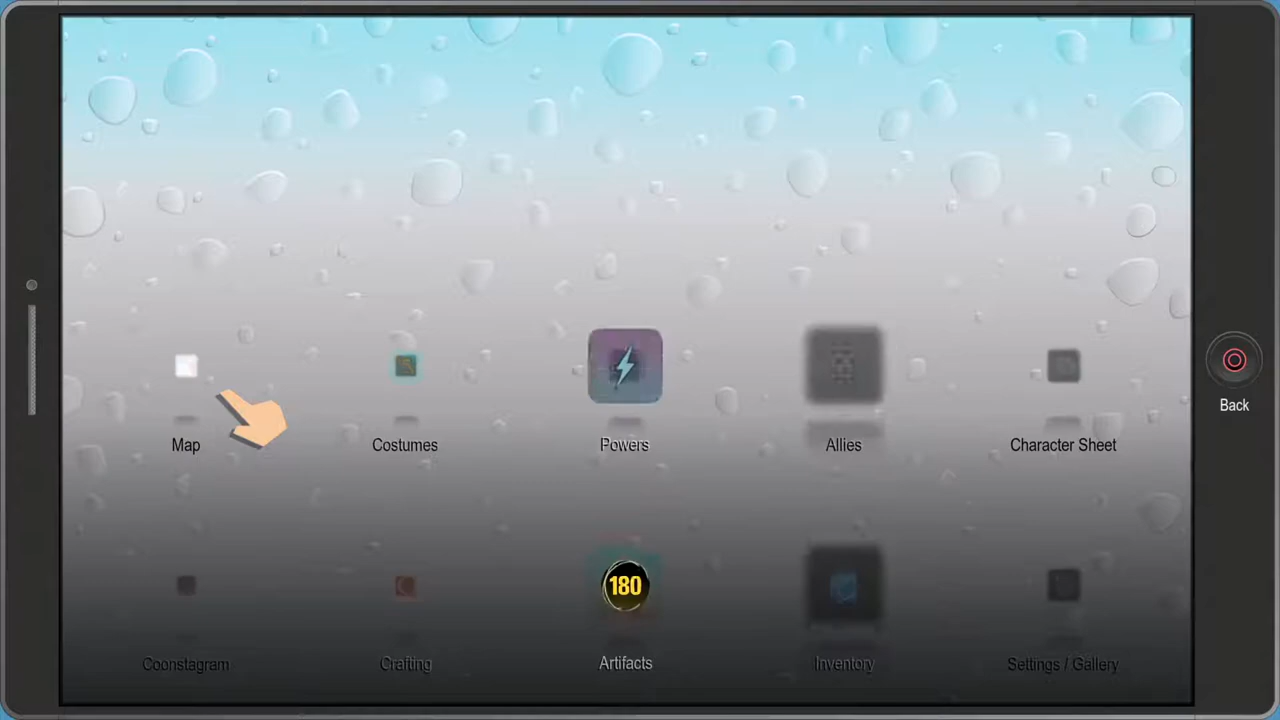 Map
Costumes
Powers
Allies
Character Sheet
Back
180
Coonstagram
Crafting
Artifacts
Inventory
Settings / Gallery